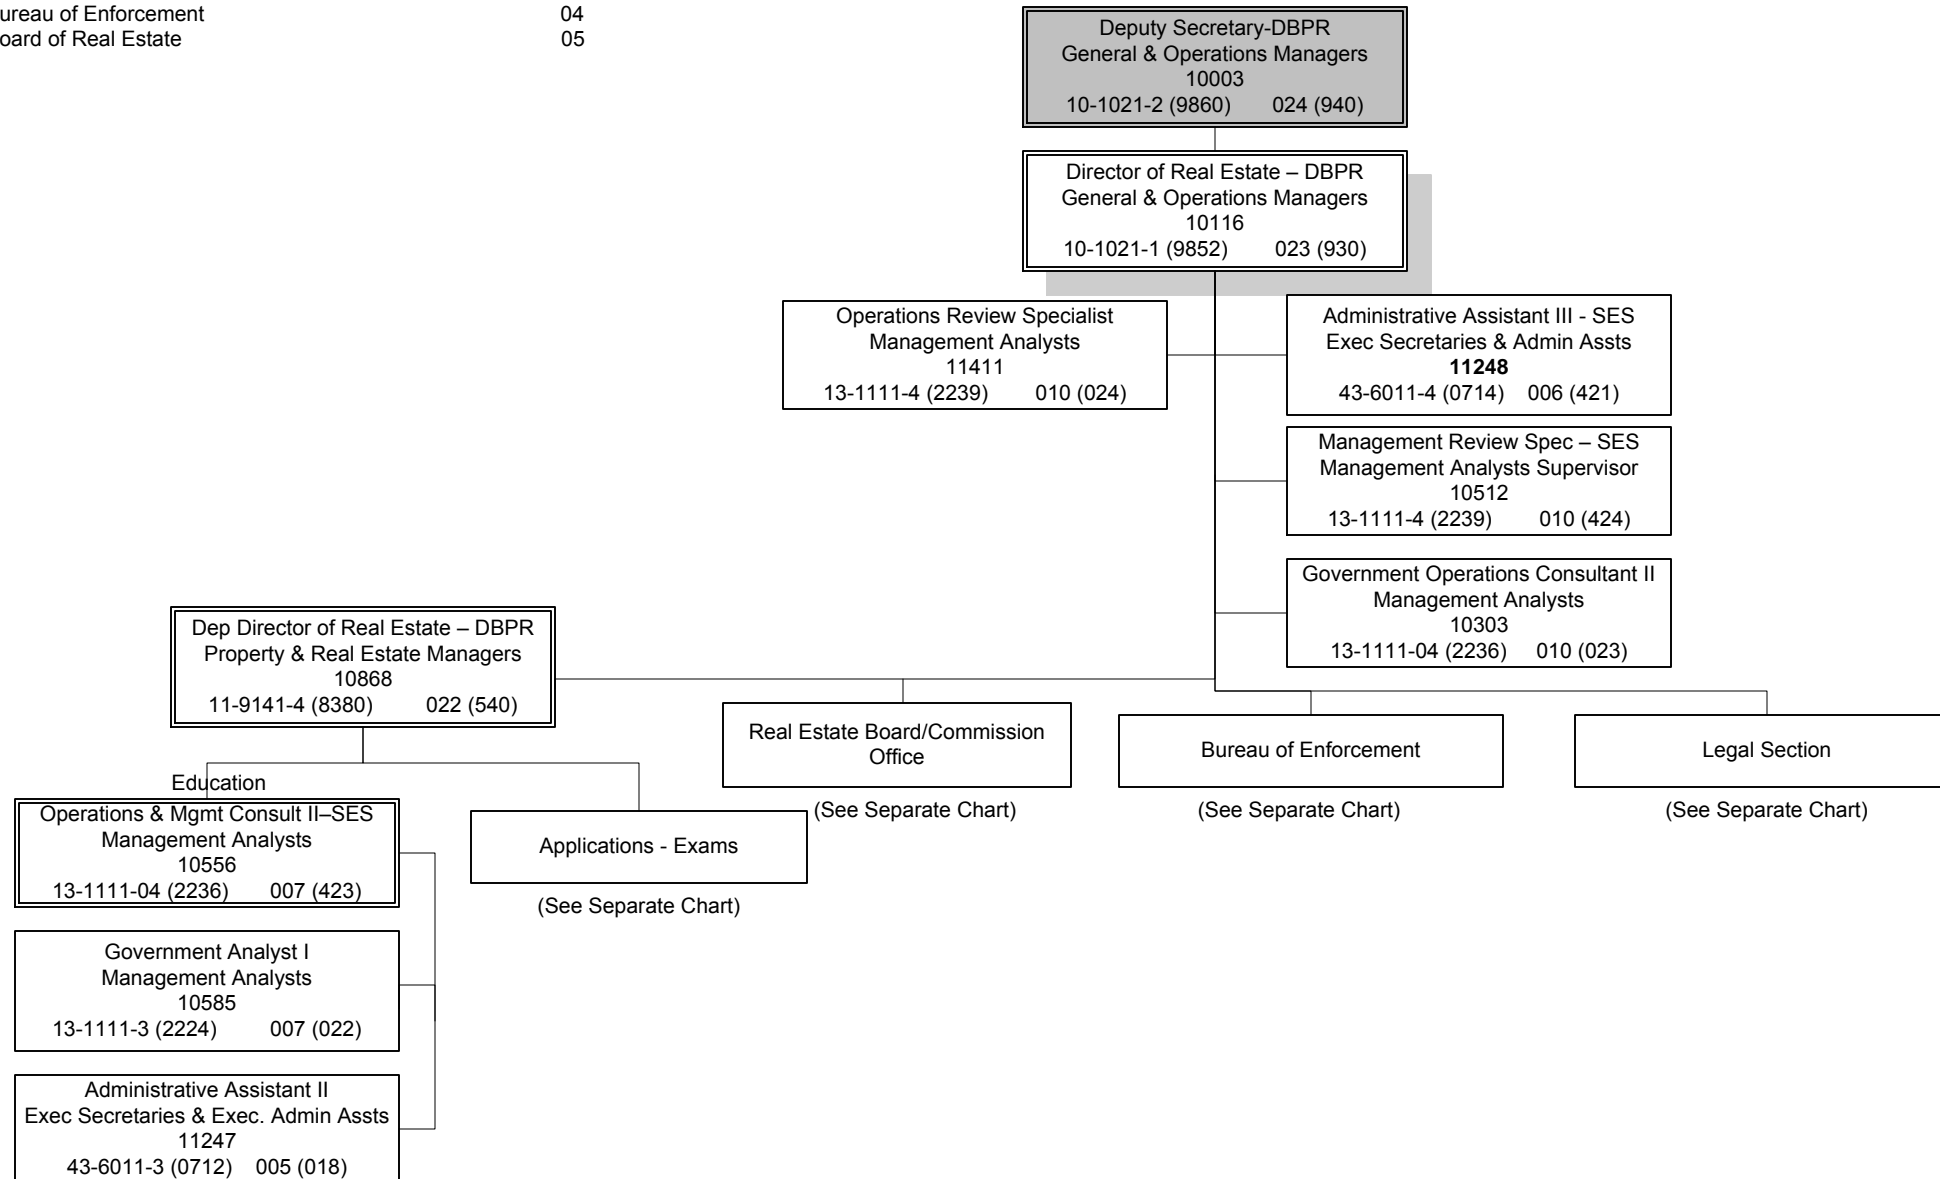 ureau of Enforcement 04
oard of Real Estate 05
Deputy Secretary-DBPR
General & Operations Managers
10003
10-1021-2 (9860) 024 (940)
Director of Real Estate – DBPR
General & Operations Managers
10116
10-1021-1 (9852) 023 (930)
Operations Review Specialist
Management Analysts
11411
13-1111-4 (2239) 010 (024)
Administrative Assistant III - SES
Exec Secretaries & Admin Assts
11248
43-6011-4 (0714) 006 (421)
Management Review Spec – SES
Management Analysts Supervisor
10512
13-1111-4 (2239) 010 (424)
Government Operations Consultant II
Management Analysts
10303
13-1111-04 (2236) 010 (023)
Dep Director of Real Estate – DBPR
Property & Real Estate Managers
10868
11-9141-4 (8380) 022 (540)
Real Estate Board/Commission
Office
(See Separate Chart)
Bureau of Enforcement
(See Separate Chart)
Legal Section
(See Separate Chart)
Education
Operations & Mgmt Consult II–SES
Management Analysts
10556
13-1111-04 (2236) 007 (423)
Applications - Exams
(See Separate Chart)
Government Analyst I
Management Analysts
10585
13-1111-3 (2224) 007 (022)
Administrative Assistant II
Exec Secretaries & Exec. Admin Assts
11247
43-6011-3 (0712) 005 (018)